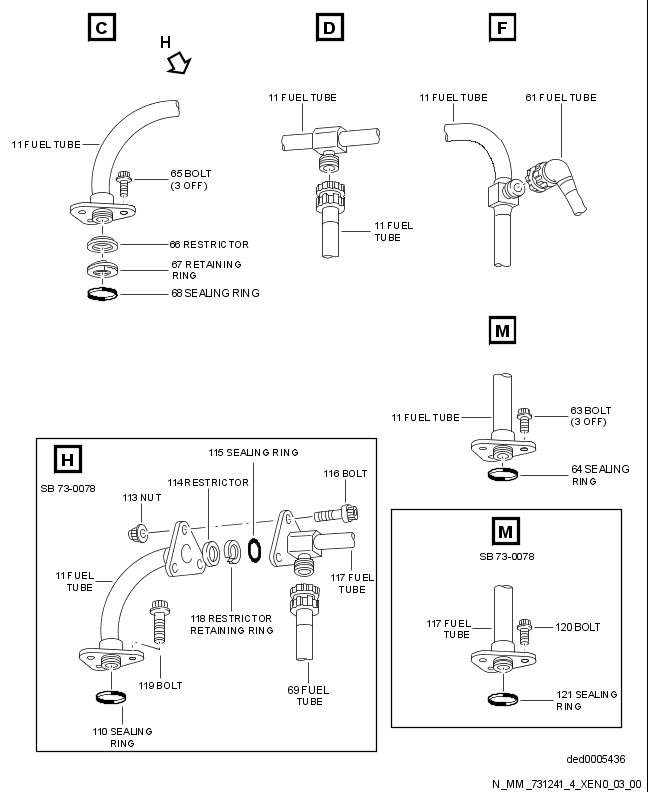 C
D
F
H
11 FUEL TUBE
65 BOLT
(3 OFF)
66 RESTRICTOR
67 RETAINING
RING
68 SEALING RING
11 FUEL TUBE
11 FUEL
TUBE
11 FUEL TUBE
61 FUEL TUBE
M
11 FUEL TUBE
63 BOLT
(3 OFF)
64 SEALING
RING
H
SB 73-0078
115 SEALING RING
114 RESTRICTOR
116 BOLT
113 NUT
11 FUEL
TUBE
117 FUEL
TUBE
118 RESTRICTOR
RETAINING RING
119 BOLT
69 FUEL
TUBE
110 SEALING
RING
M
SB 73-0078
117 FUEL
TUBE
120 BOLT
121 SEALING
RING
ded0005436
N_MM_731241_4_XEN0_03_00